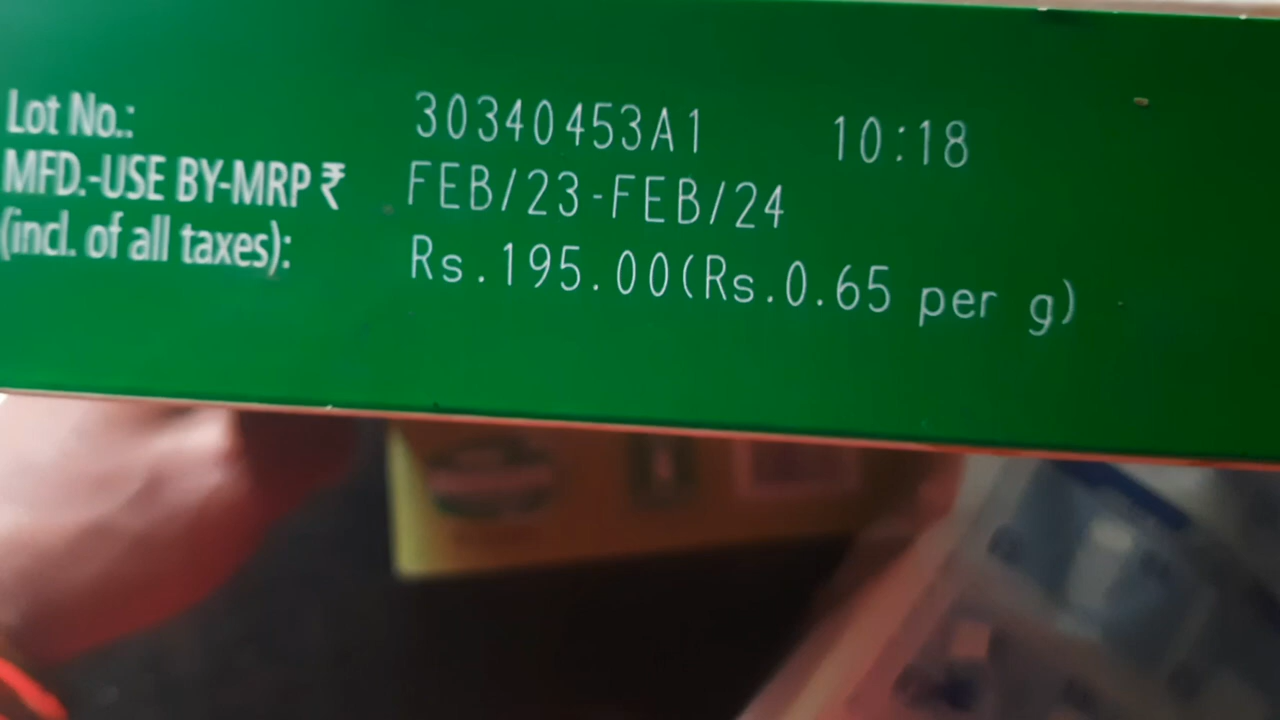 Lot No.: 30340453A1 10:18
MFD.-USE BY-MRP ₹ FEB/23-FEB/24
(incl. of all taxes): Rs.195.00(Rs.0.65 per g)